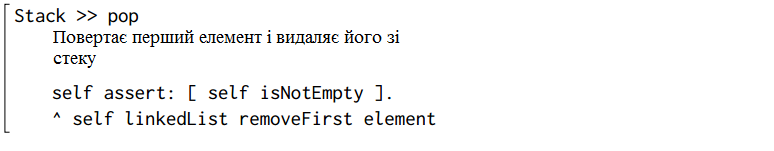 Stack >> pop
Повертає перший елемент і видаляє його зі
стеку
self assert: [ self isNotEmpty ].
^ self linkedList removeFirst element